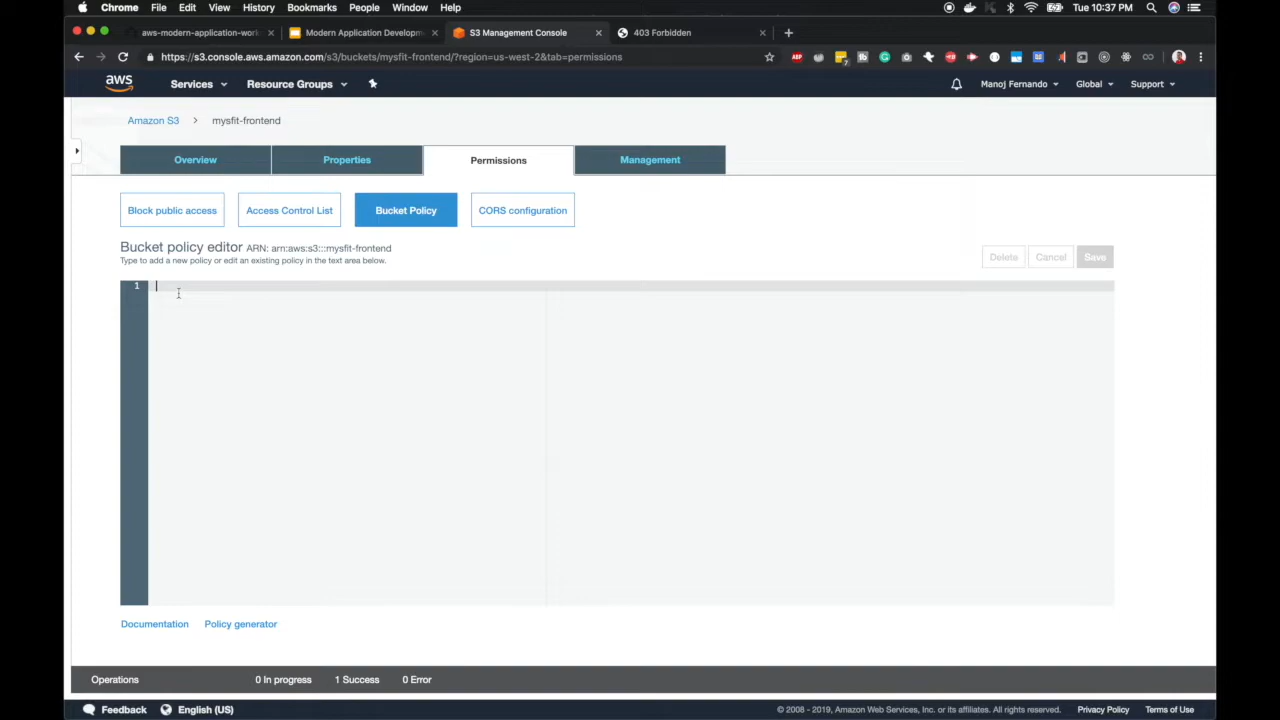 Chrome File Edit View History Bookmarks People Window Help Tue 10:37 PM
aws-modern-application-wor Modern Application Developm S3 Management Console 403 Forbidden
https://s3.console.aws.amazon.com/s3/buckets/mysfit-frontend/?region=us-west-2&tab=permissions
aws Services Resource Groups Manoj Fernando Global Support
Amazon S3 > mysfit-frontend
Overview Properties Permissions Management
Block public access Access Control List Bucket Policy CORS configuration
Bucket policy editor ARN: arn:aws:s3:::mysfit-frontend
Type to add a new policy or edit an existing policy in the text area below.
Delete Cancel Save
1
Documentation Policy generator
Operations 0 In progress 1 Success 0 Error
Feedback English (US) © 2008 - 2019, Amazon Web Services, Inc. or its affiliates. All rights reserved. Privacy Policy Terms of Use